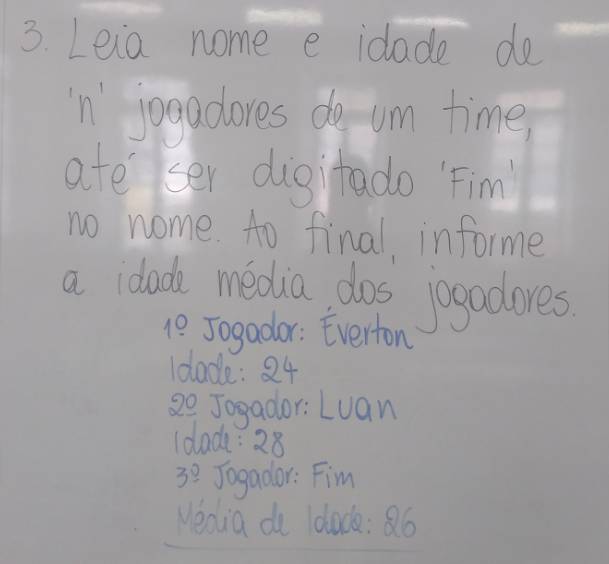 3. Leia nome e idade de
'n' jogadores de um time,
até ser digitado 'Fim'
no nome. Ao final, informe
a idade média dos jogadores.
1º Jogador: Éverton
Idade: 24
2º Jogador: Luan
Idade: 28
3º Jogador: Fim
Média de Idade: 26